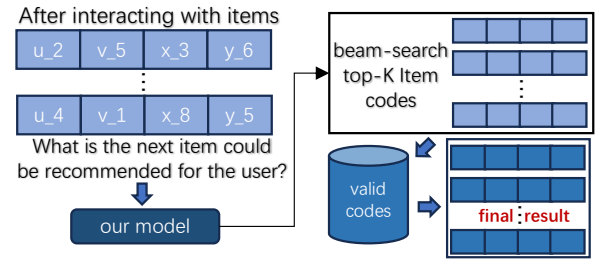 After interacting with items
u_2 v_5 x_3 y_6
u_4 v_1 x_8 y_5
What is the next item could
be recommended for the user?
our model
beam-search
top-K Item
codes
valid
codes
final result